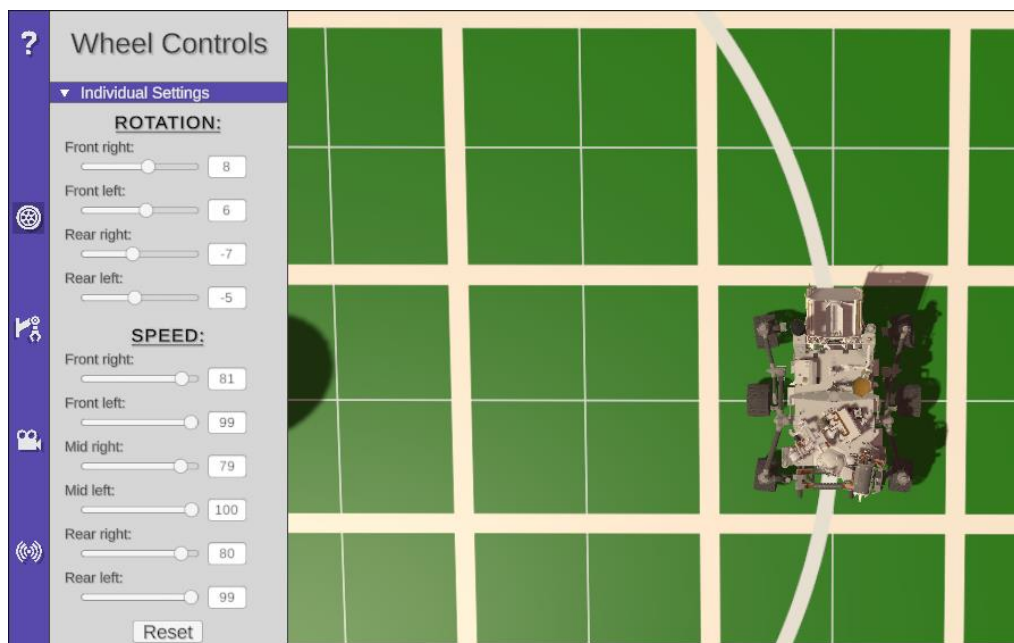 ?
Wheel Controls
▼ Individual Settings
ROTATION:
Front right:
8
Front left:
6
Rear right:
-7
Rear left:
-5
SPEED:
Front right:
81
Front left:
99
Mid right:
79
Mid left:
100
Rear right:
80
Rear left:
99
Reset